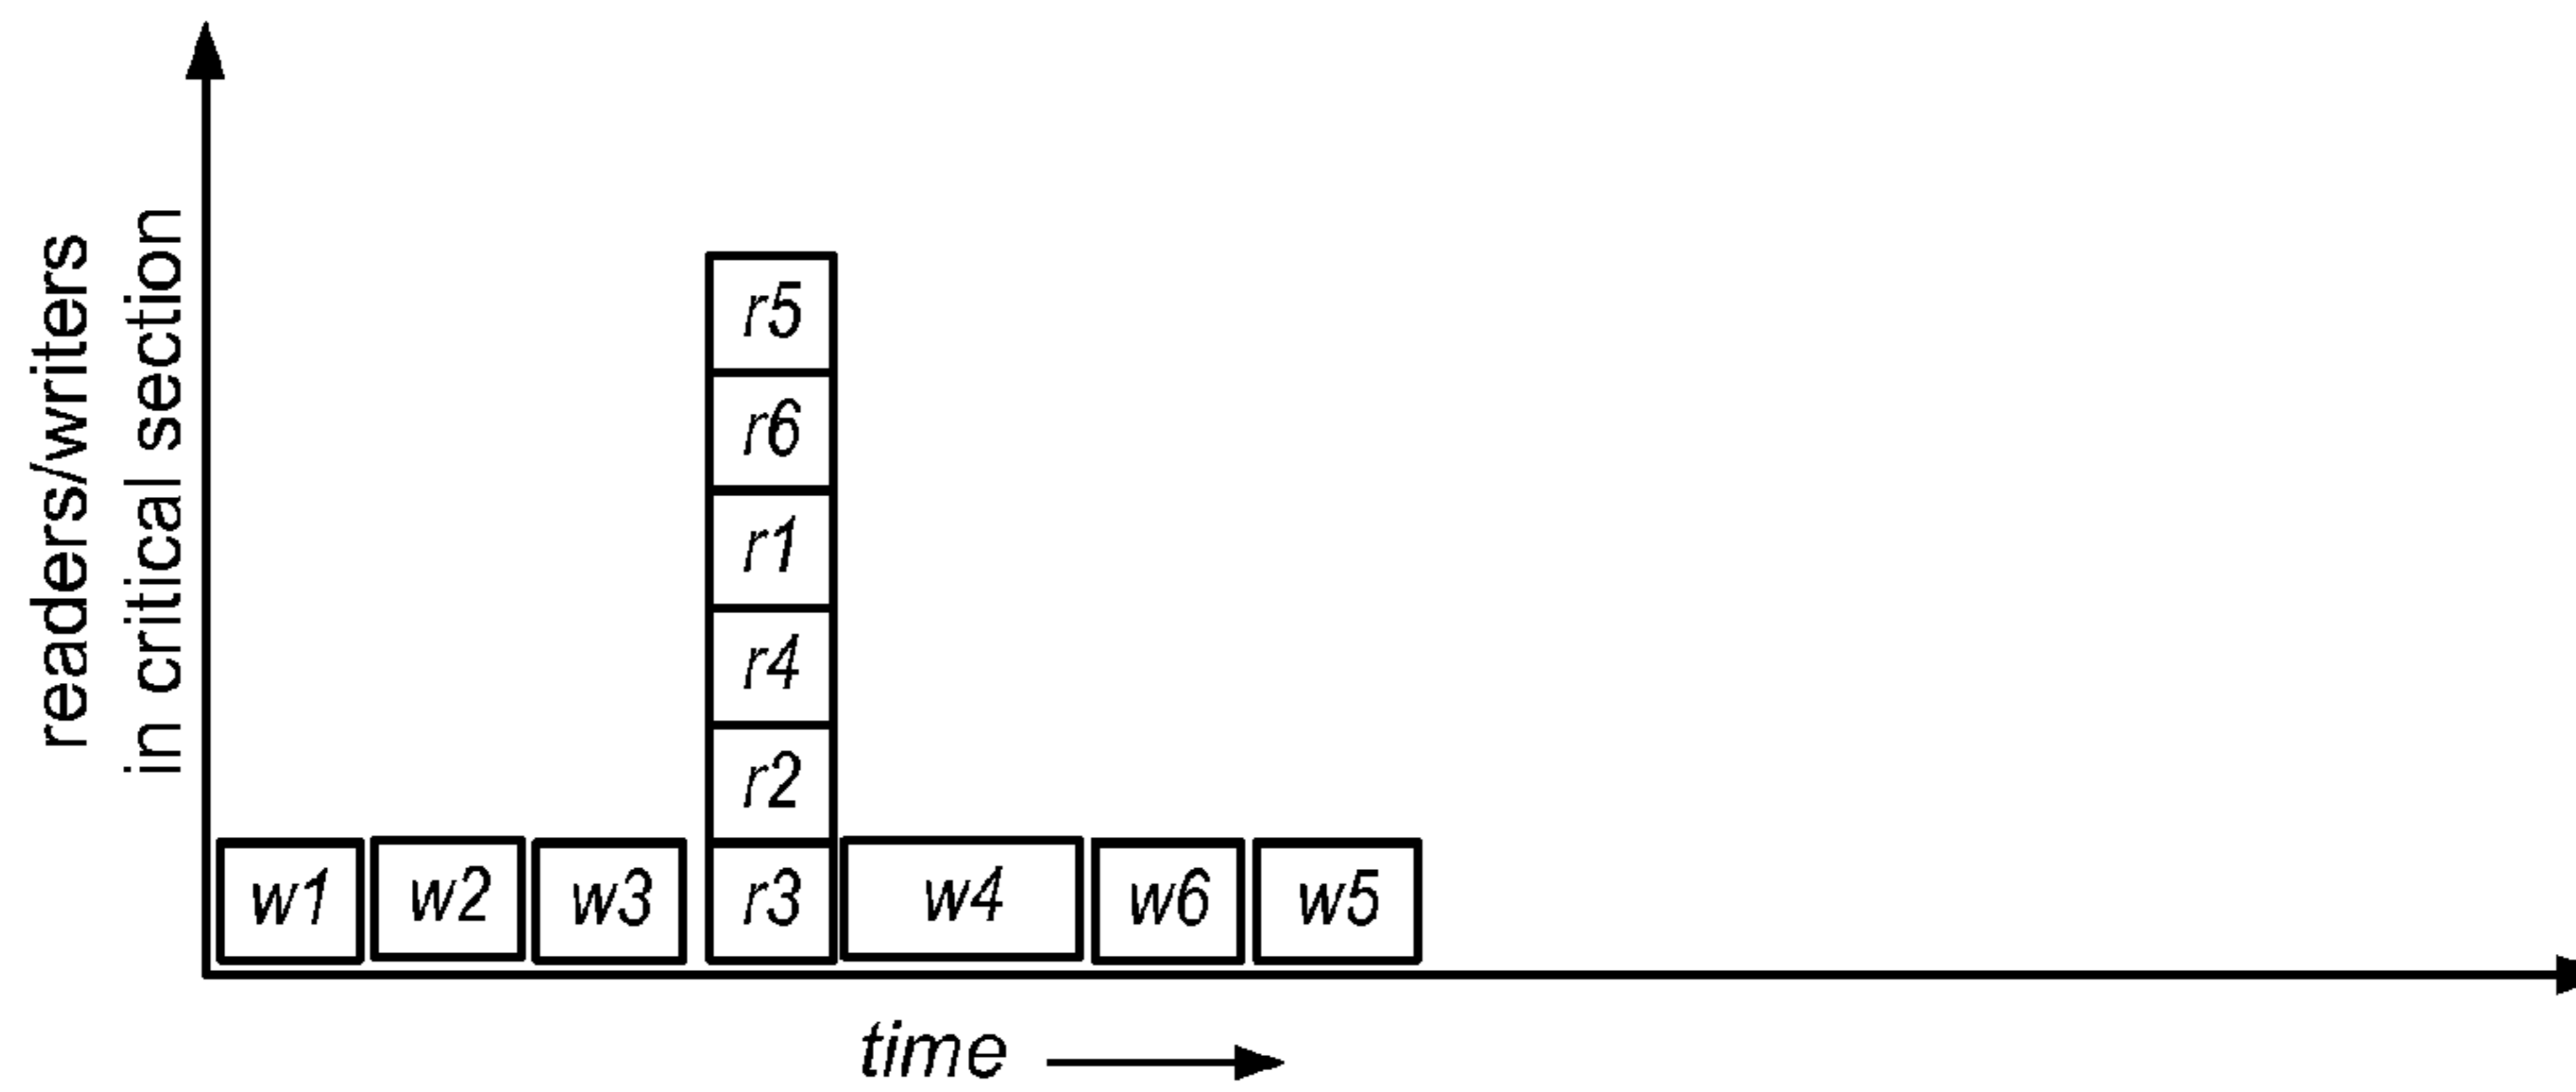 readers/writers
in critical section
r5
r6
r1
r4
r2
w1 w2 w3 r3 w4 w6 w5
time